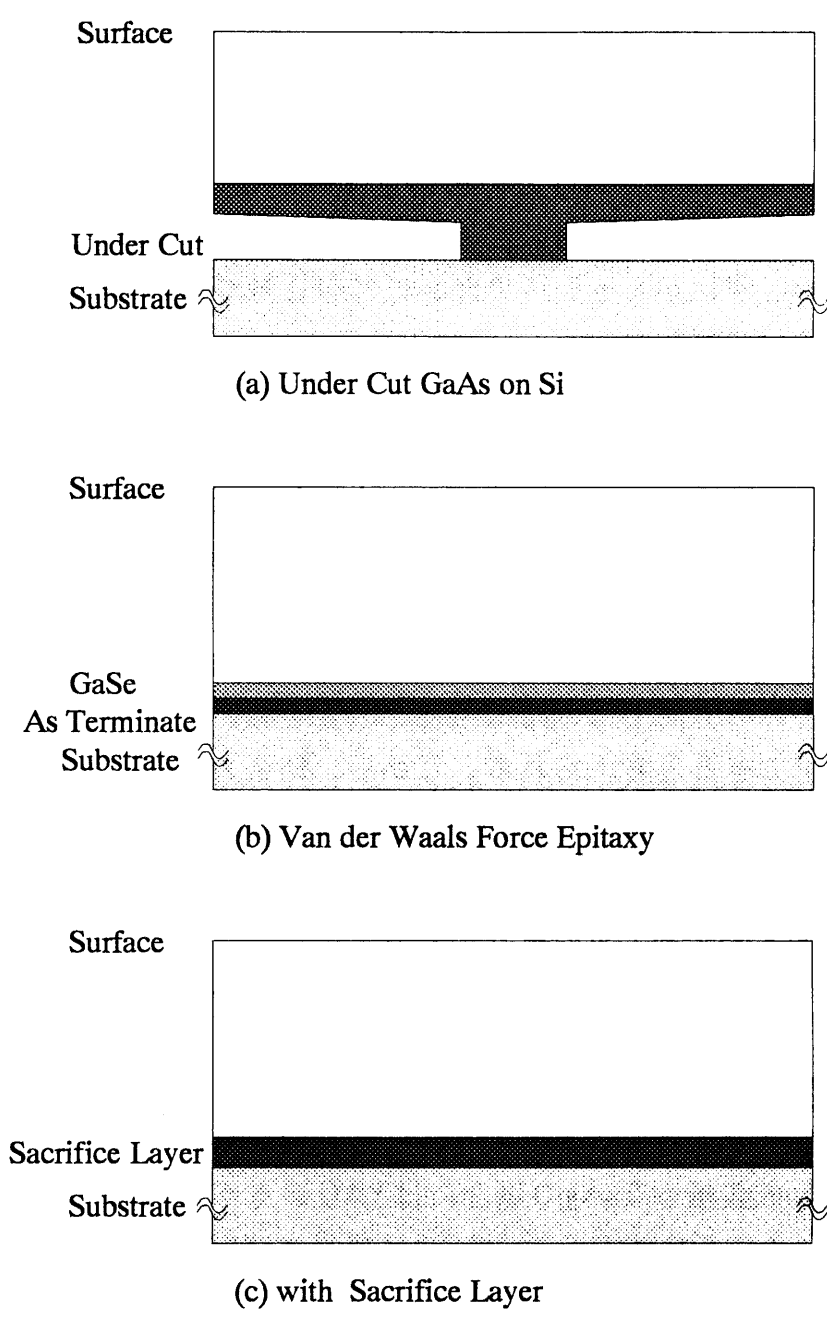 Surface
Under Cut
Substrate
(a) Under Cut GaAs on Si
Surface
GaSe
As Terminate
Substrate
(b) Van der Waals Force Epitaxy
Surface
Sacrifice Layer
Substrate
(c) with Sacrifice Layer